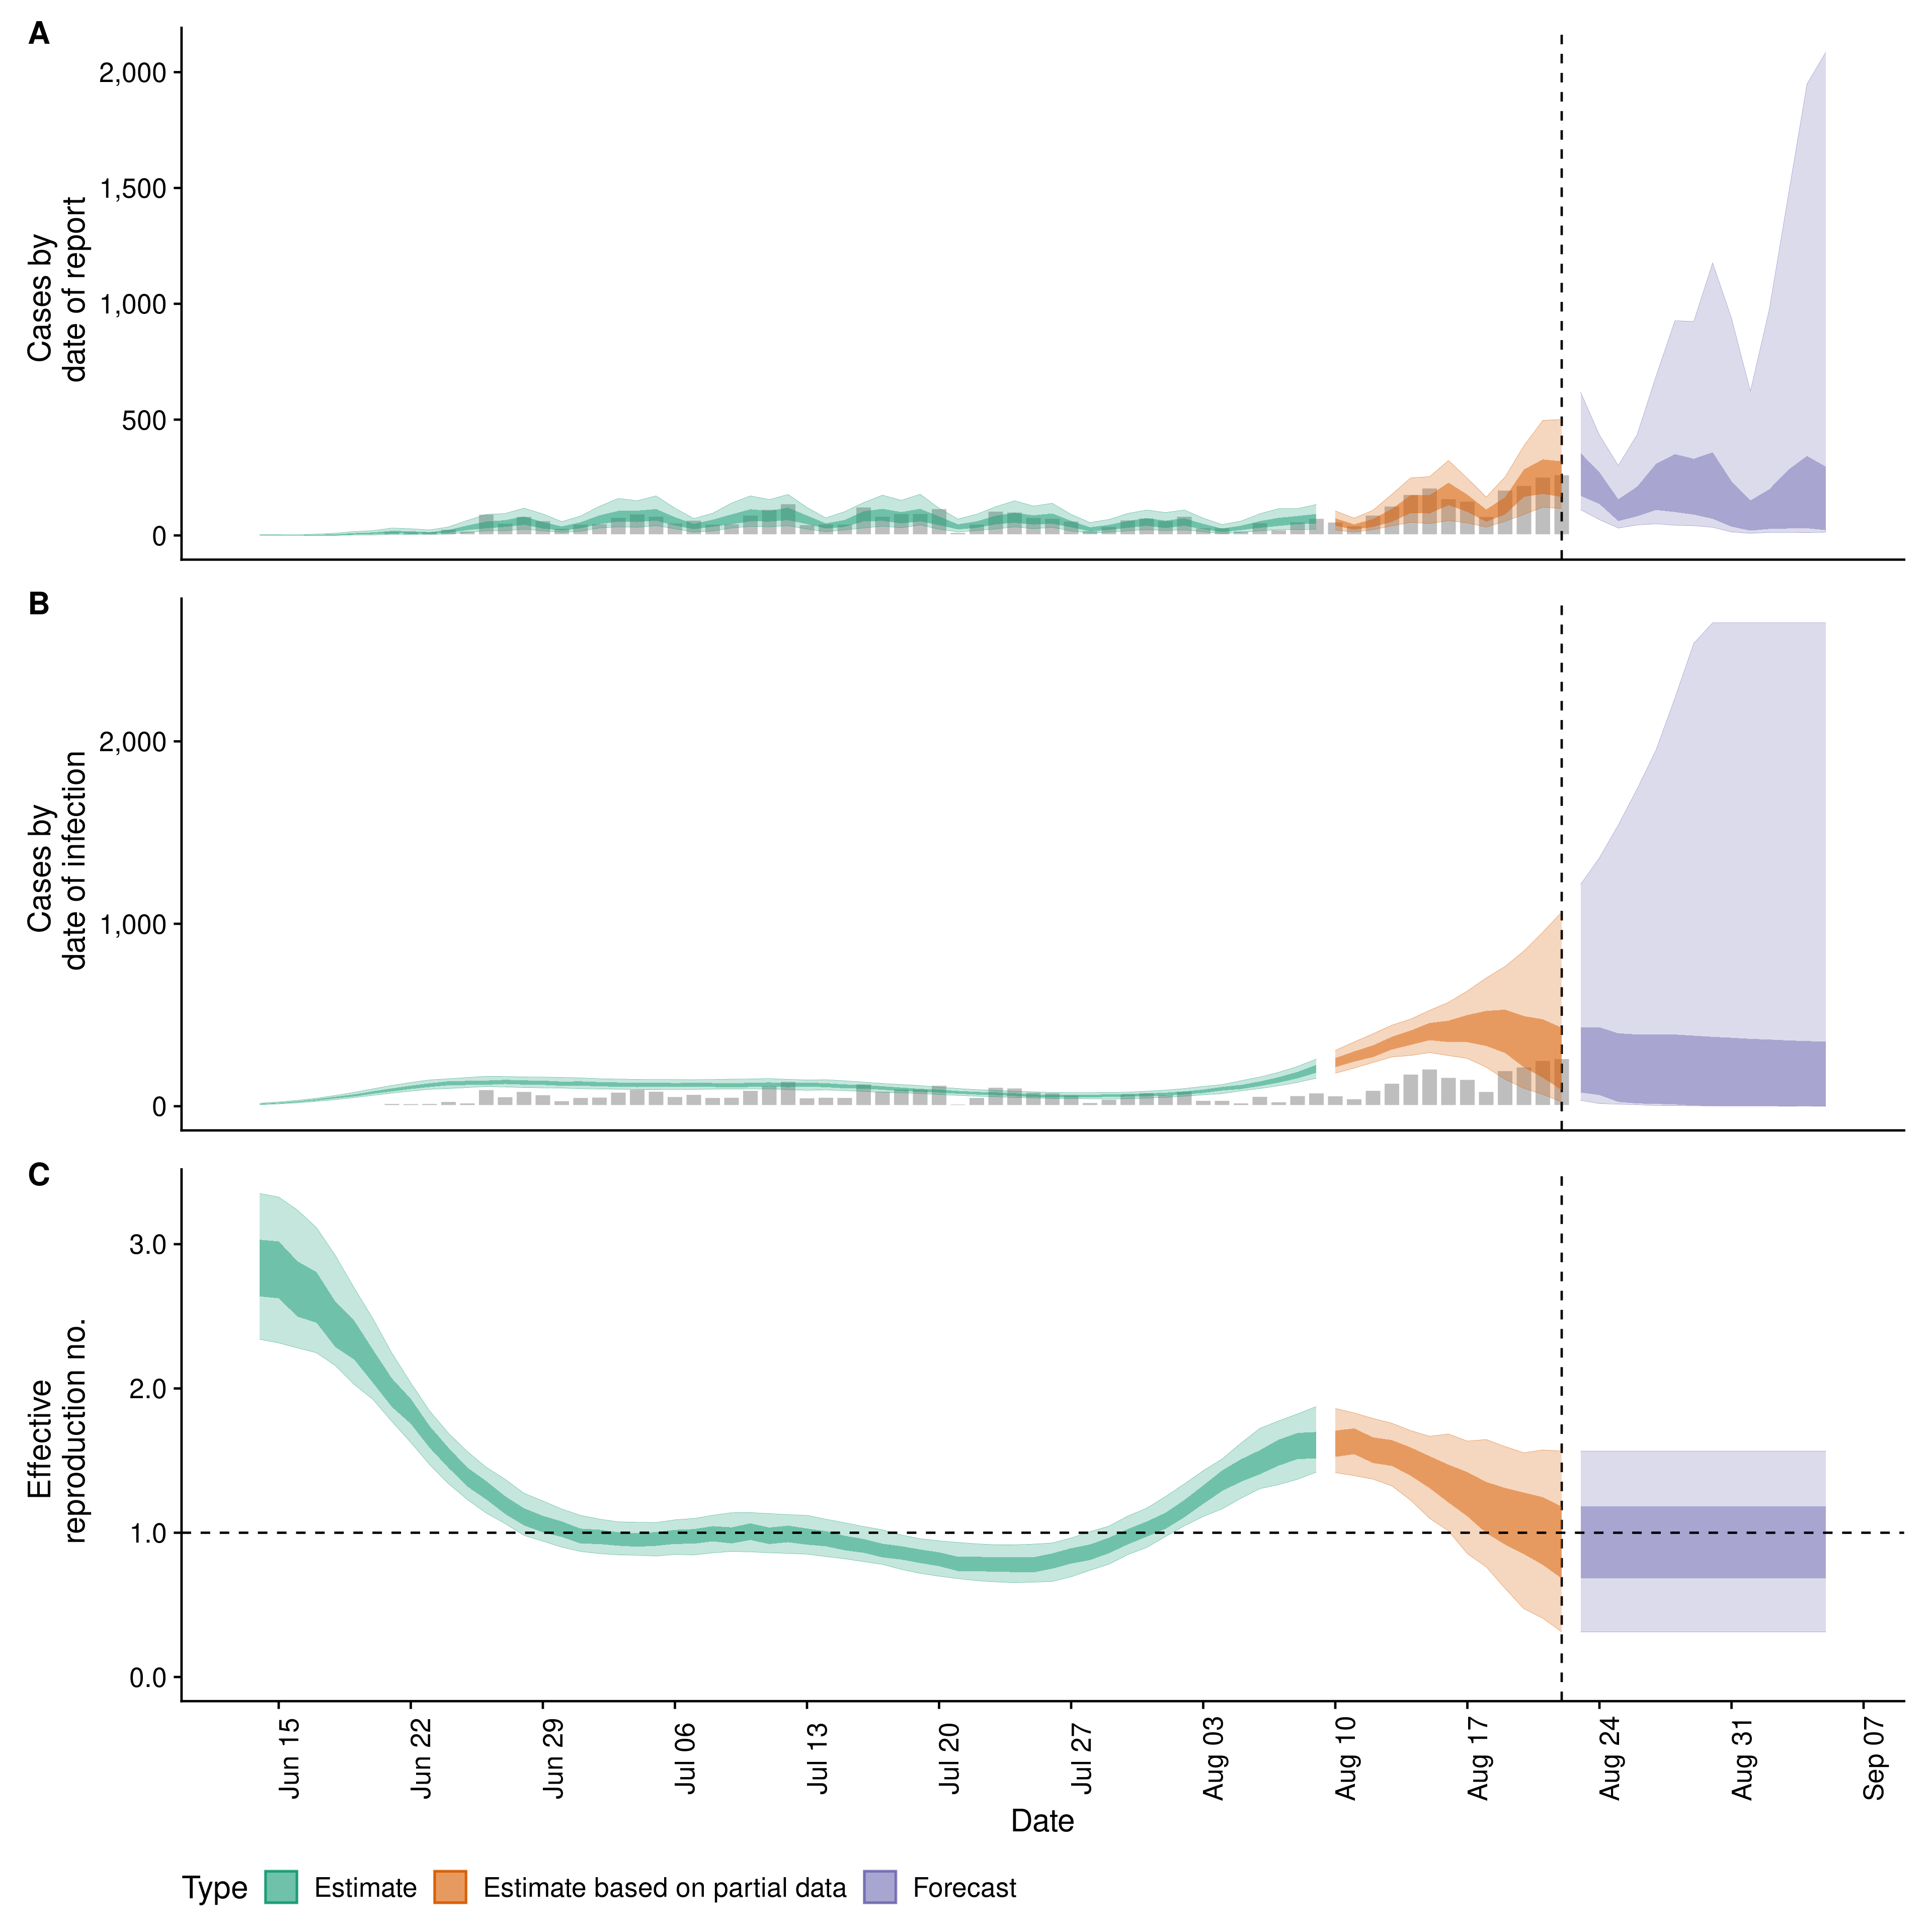 A
Cases by
date of report
2,000
1,500
1,000
500
0
B
Cases by
date of infection
2,000
1,000
0
C
Effective
reproduction no.
3.0
2.0
1.0
0.0
Jun 15
Jun 22
Jun 29
Jul 06
Jul 13
Jul 20
Jul 27
Aug 03
Aug 10
Aug 17
Aug 24
Aug 31
Sep 07
Date
Type Estimate Estimate based on partial data Forecast